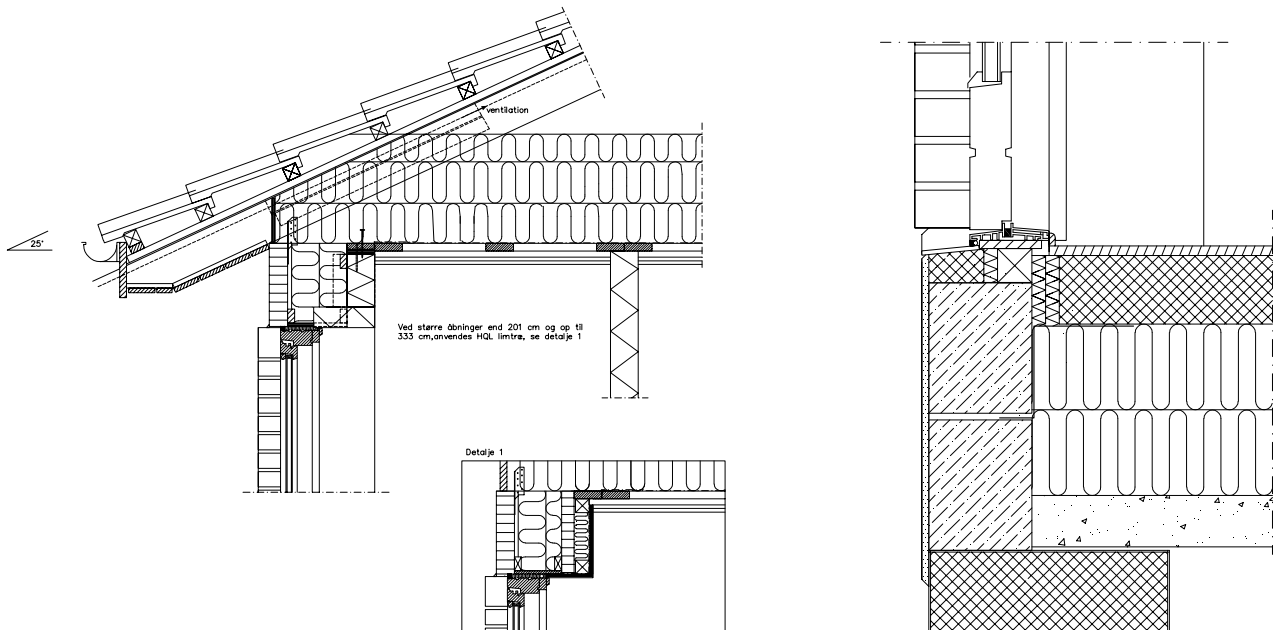 ventilation
25°
Ved større åbninger end 201 cm og op til
333 cm,anvendes HQL limtræ, se detalje 1
Detalje 1